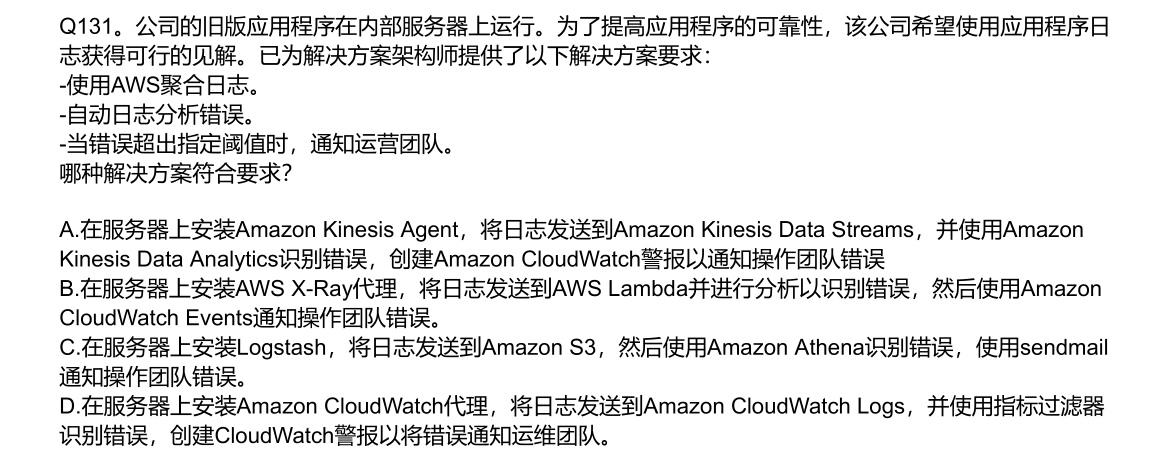 Q131。公司的旧版应用程序在内部服务器上运行。为了提高应用程序的可靠性，该公司希望使用应用程序日
志获得可行的见解。已为解决方案架构师提供了以下解决方案要求：
-使用AWS聚合日志。
-自动日志分析错误。
-当错误超出指定阈值时，通知运营团队。
哪种解决方案符合要求？
A.在服务器上安装Amazon Kinesis Agent，将日志发送到Amazon Kinesis Data Streams，并使用Amazon
Kinesis Data Analytics识别错误，创建Amazon CloudWatch警报以通知操作团队错误
B.在服务器上安装AWS X-Ray代理，将日志发送到AWS Lambda并进行分析以识别错误，然后使用Amazon
CloudWatch Events通知操作团队错误。
C.在服务器上安装Logstash，将日志发送到Amazon S3，然后使用Amazon Athena识别错误，使用sendmail
通知操作团队错误。
D.在服务器上安装Amazon CloudWatch代理，将日志发送到Amazon CloudWatch Logs，并使用指标过滤器
识别错误，创建CloudWatch警报以将错误通知运维团队。